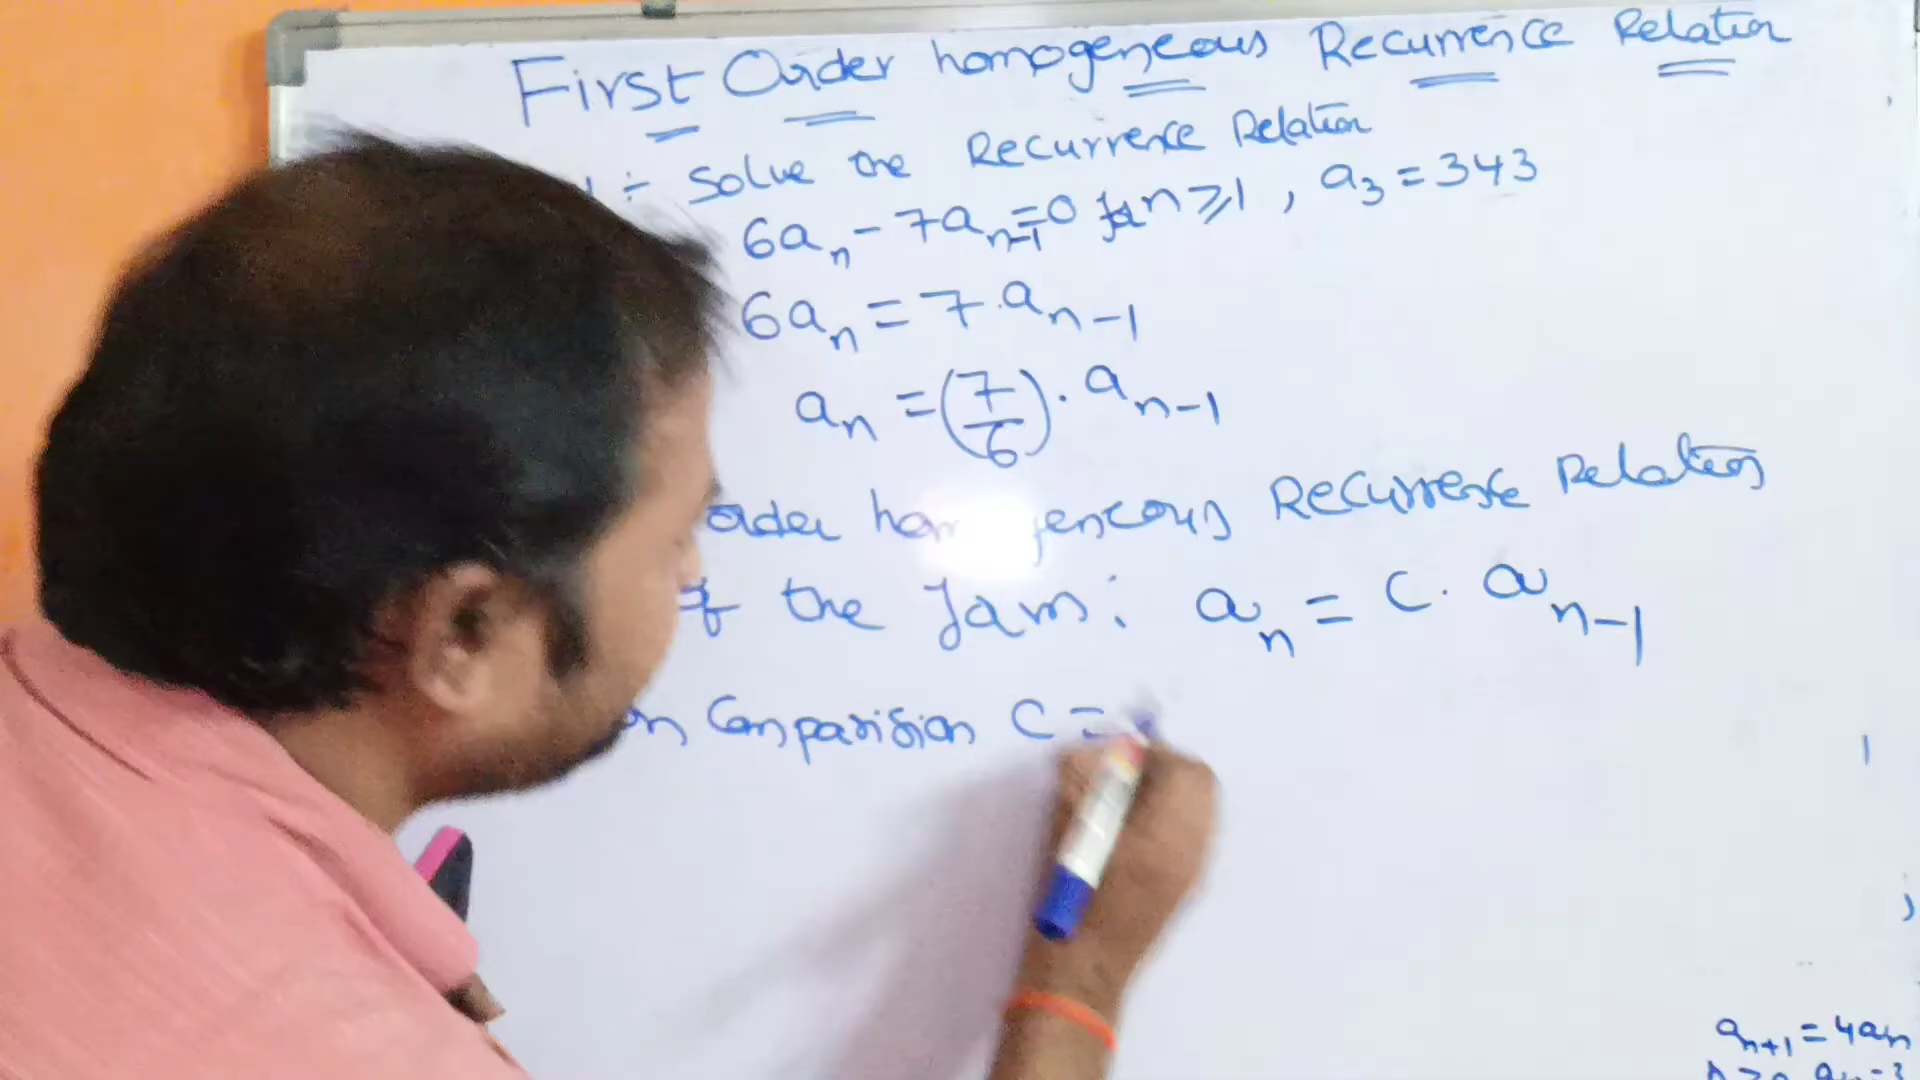 First Order homogeneous Recurrence Relation
÷ Solve the Recurrence Relation
6aₙ - 7aₙ₋₁ = 0 for n ≥ 1, a₃ = 343
6aₙ = 7.aₙ₋₁
aₙ = (7/6).aₙ₋₁
order homogeneous Recurrence Relation
of the form: aₙ = C.aₙ₋₁
on Comparision C =
aₙ₊₁ = 4aₙ